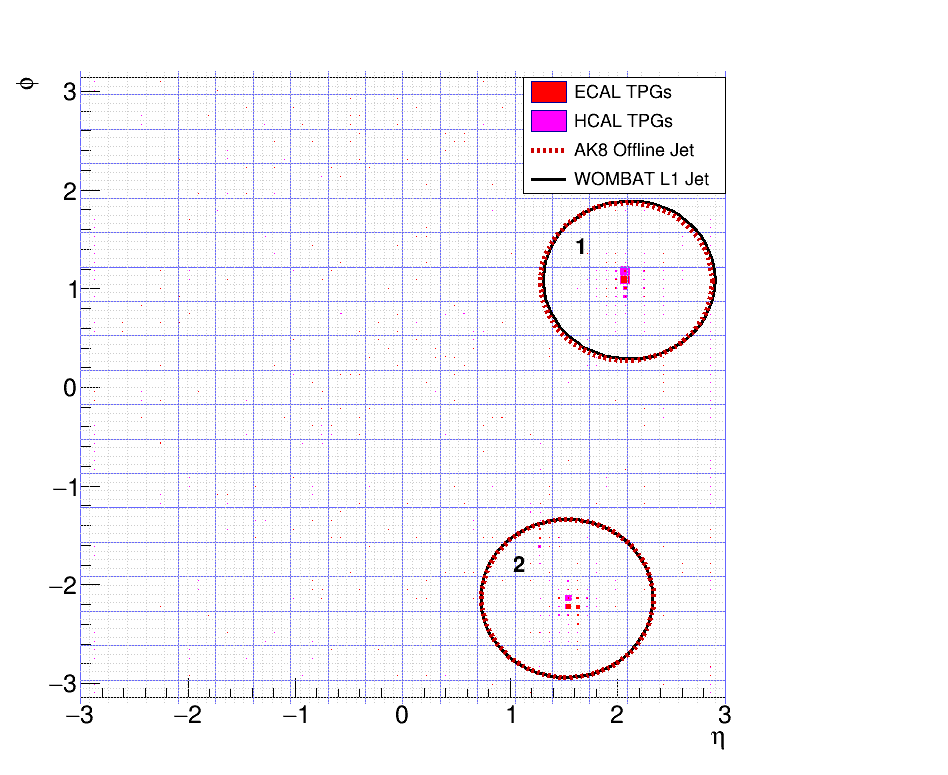 φ
3
2
1
0
−1
−2
−3
ECAL TPGs
HCAL TPGs
AK8 Offline Jet
WOMBAT L1 Jet
1
2
−3 −2 −1 0 1 2 3
η